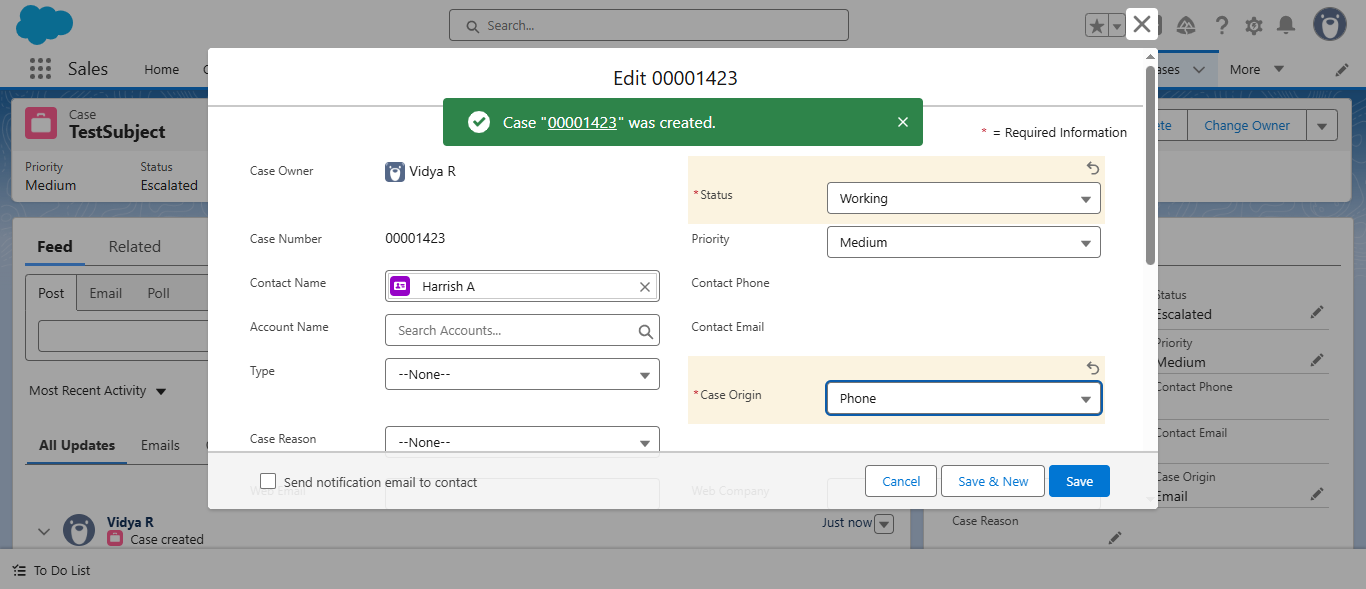 Search...
Sales
Home
More
Case
TestSubject
Change Owner
Priority
Medium
Status
Escalated
Feed
Related
Post
Email
Poll
Most Recent Activity
All Updates
Emails
Vidya R
Case created
Just now
To Do List
Edit 00001423
Case "00001423" was created.
* = Required Information
Case Owner
Vidya R
*Status
Working
Case Number
00001423
Priority
Medium
Contact Name
Harrish A
Contact Phone
Account Name
Search Accounts...
Contact Email
Type
--None--
*Case Origin
Phone
Case Reason
--None--
Web Email
Web Company
Send notification email to contact
Cancel
Save & New
Save
Status
Escalated
Priority
Medium
Contact Phone
Contact Email
Case Origin
Email
Case Reason